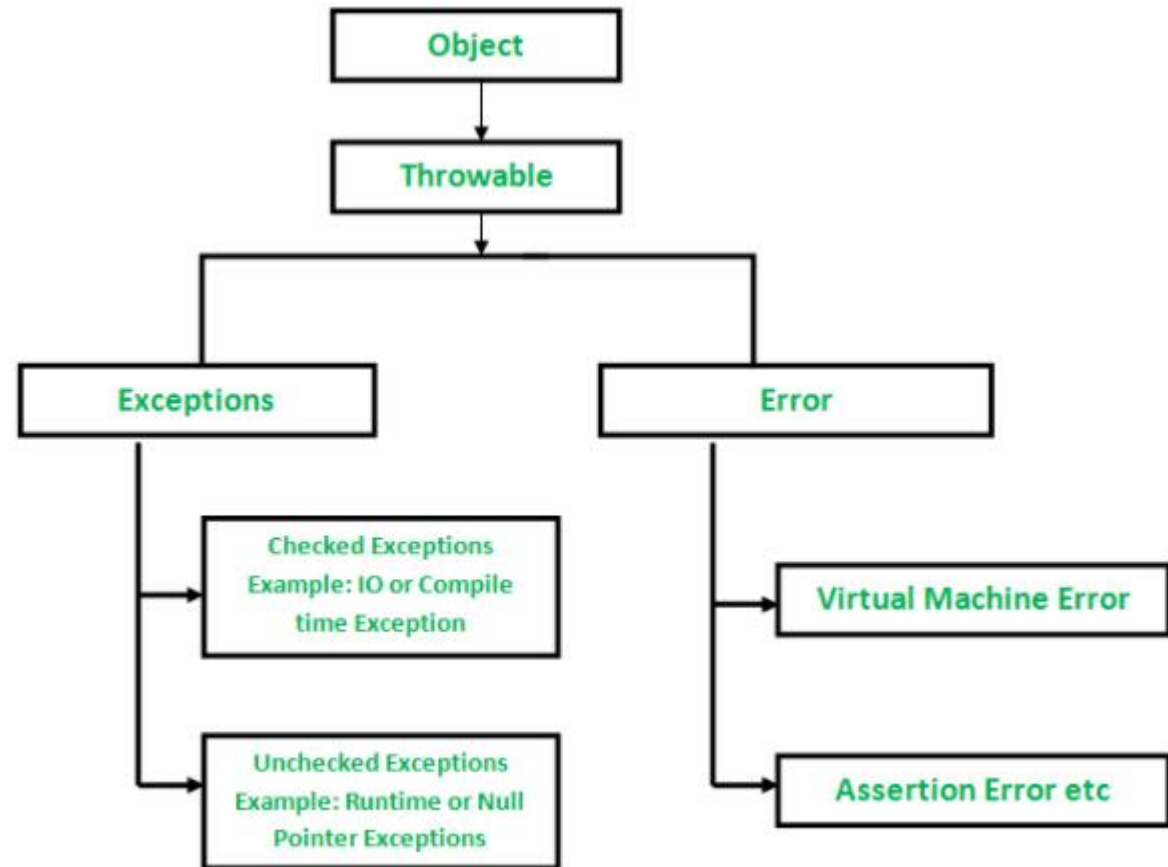 Object
Throwable
Exceptions
Error
Checked Exceptions
Example: IO or Compile
time Exception
Virtual Machine Error
Unchecked Exceptions
Example: Runtime or Null
Pointer Exceptions
Assertion Error etc